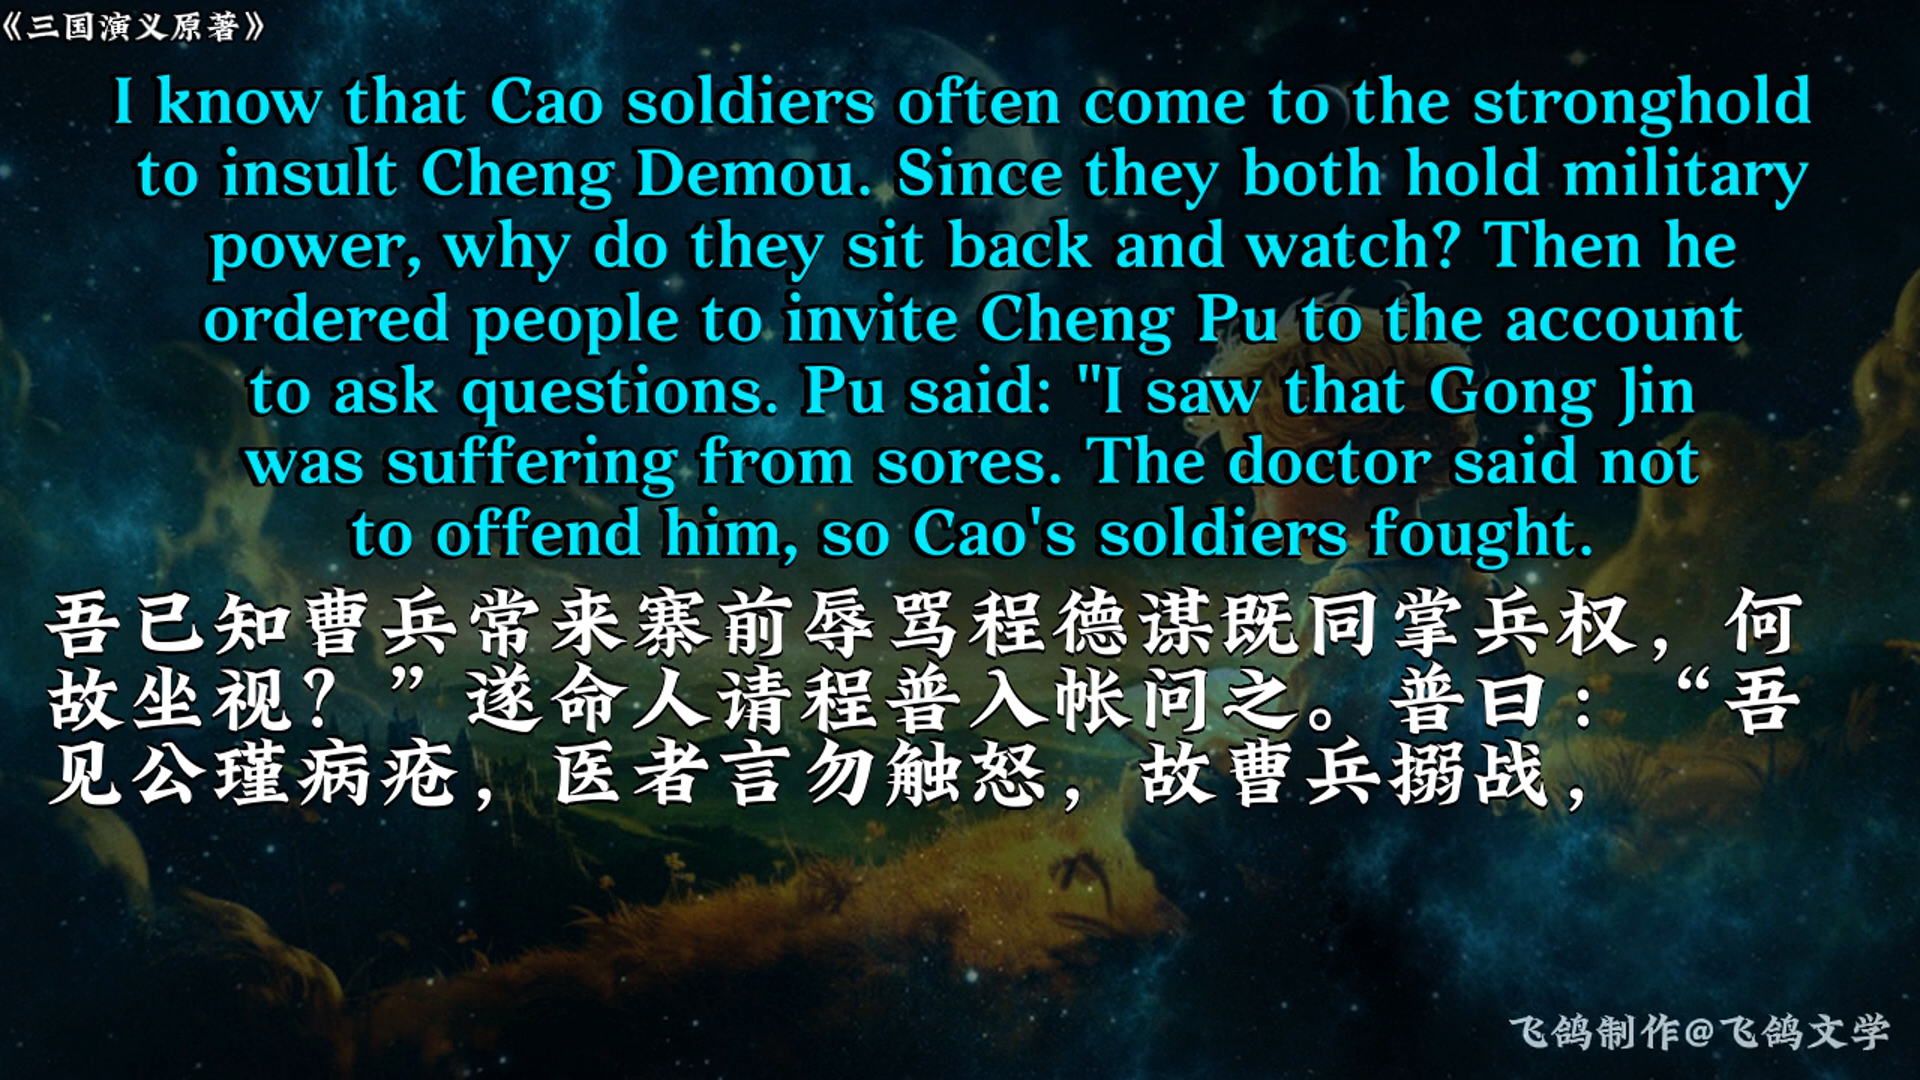 《三国演义原著》
I know that Cao soldiers often come to the stronghold
to insult Cheng Demou. Since they both hold military
power, why do they sit back and watch? Then he
ordered people to invite Cheng Pu to the account
to ask questions. Pu said: "I saw that Gong Jin
was suffering from sores. The doctor said not
to offend him, so Cao's soldiers fought.
吾已知曹兵常来寨前辱骂程德谋既同掌兵权，何
故坐视？”遂命人请程普入帐问之。普曰：“吾
见公瑾病疮，医者言勿触怒，故曹兵搦战，
飞鸽制作@飞鸽文学